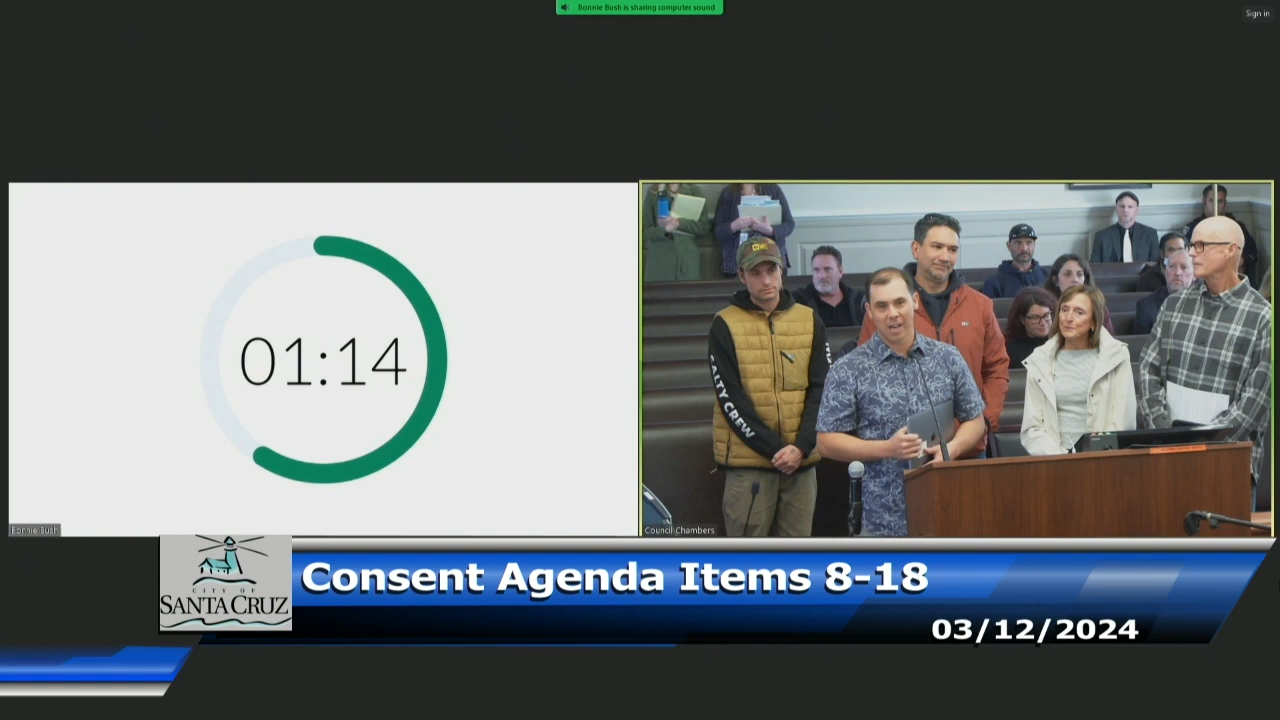 Bonnie Bush is sharing computer sound
Sign in
01:14
SALTY CREW
Bonnie Bush
Council Chambers
CITY OF
SANTA CRUZ
Consent Agenda Items 8-18
03/12/2024